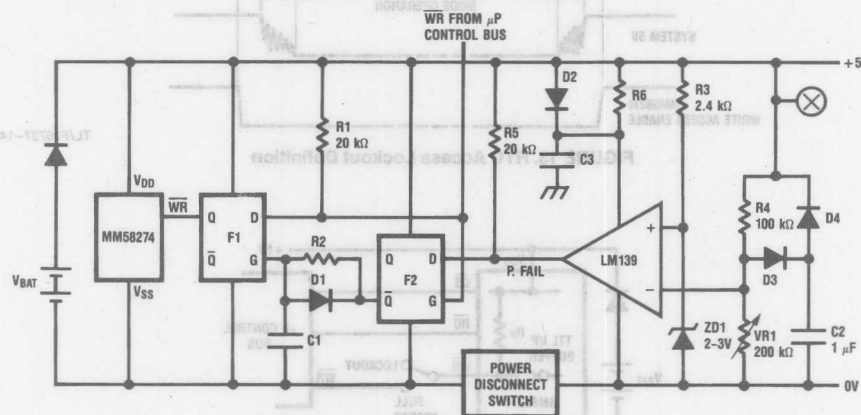 WR FROM µP
CONTROL BUS
+5
D2
R6
R3
2.4 kΩ
R1
20 kΩ
R5
20 kΩ
C3
VDD
WR
MM58274
VSS
VBAT
Q
D
F1
Q
G
R2
D1
C1
Q
D
F2
Q
G
P. FAIL
LM139
+
−
R4
100 kΩ
D4
D3
ZD1
2-3V
VR1
200 kΩ
C2
1 µF
POWER
DISCONNECT
SWITCH
0V